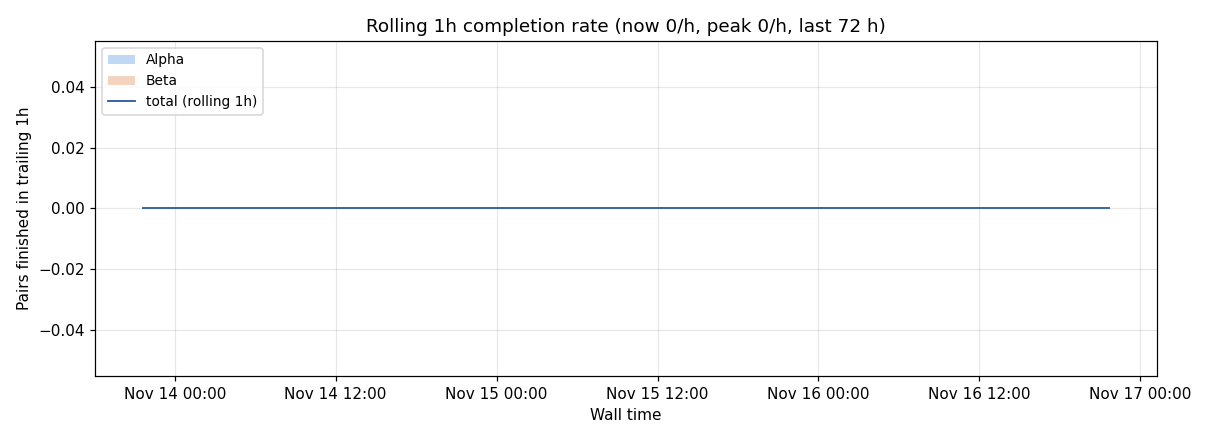 Rolling 1h completion rate (now 0/h, peak 0/h, last 72 h)
Alpha
Beta
total (rolling 1h)
Pairs finished in trailing 1h
0.04
0.02
0.00
−0.02
−0.04
Nov 14 00:00 Nov 14 12:00 Nov 15 00:00 Nov 15 12:00 Nov 16 00:00 Nov 16 12:00 Nov 17 00:00
Wall time